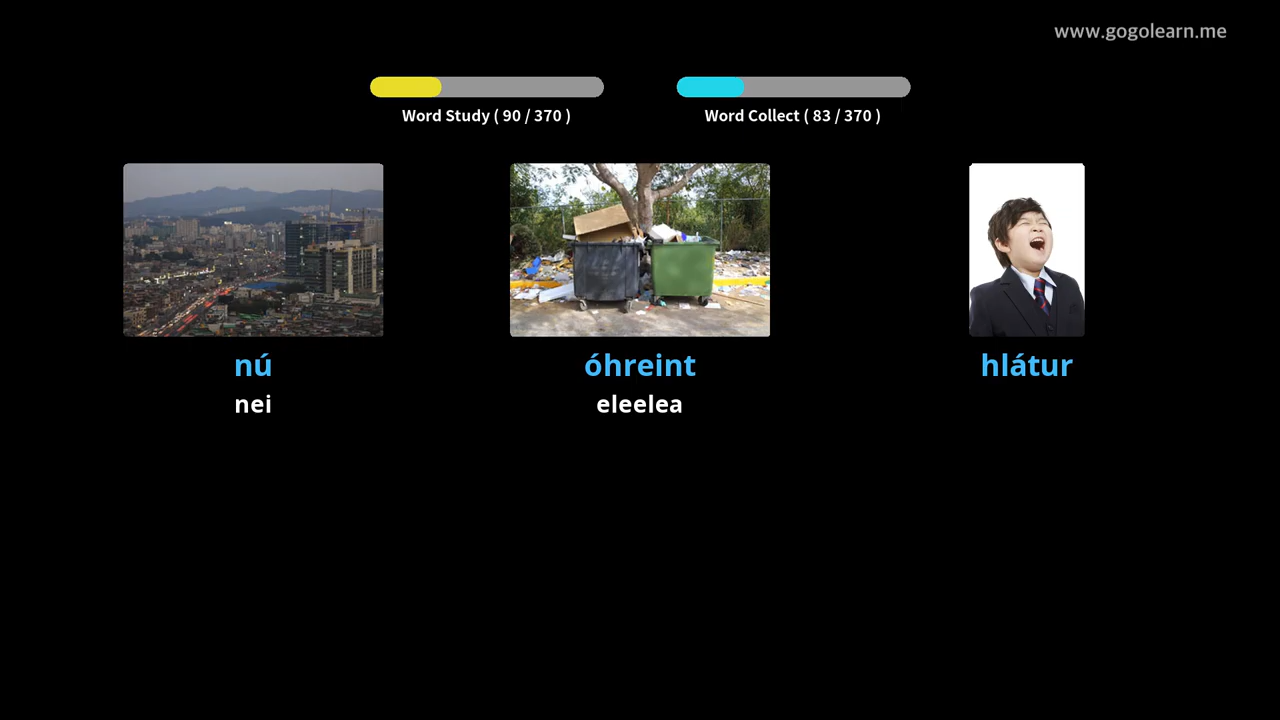 www.gogolearn.me
Word Study ( 90 / 370 )
Word Collect ( 83 / 370 )
nú
nei
óhreint
eleelea
hlátur